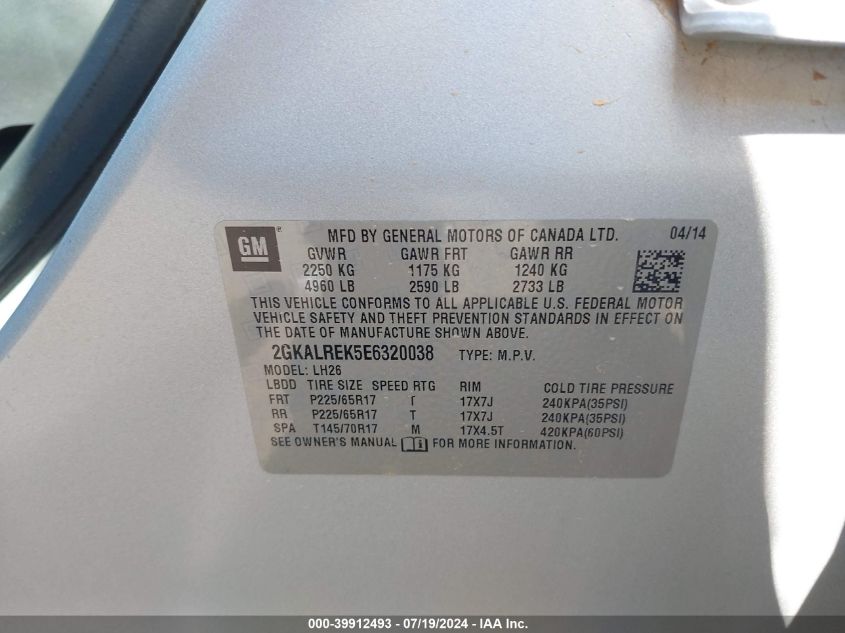 GM ® MFD BY GENERAL MOTORS OF CANADA LTD. 04/14
GVWR GAWR FRT GAWR RR
2250 KG 1175 KG 1240 KG
4960 LB 2590 LB 2733 LB
THIS VEHICLE CONFORMS TO ALL APPLICABLE U.S. FEDERAL MOTOR
VEHICLE SAFETY AND THEFT PREVENTION STANDARDS IN EFFECT ON
THE DATE OF MANUFACTURE SHOWN ABOVE.
2GKALREK5E6320038 TYPE: M.P.V.
MODEL: LH26
LBDD TIRE SIZE SPEED RTG RIM COLD TIRE PRESSURE
FRT P225/65R17 17X7J 240KPA(35PSI)
RR P225/65R17 T 17X7J 240KPA(35PSI)
SPA T145/70R17 M 17X4.5T 420KPA(60PSI)
SEE OWNER'S MANUAL FOR MORE INFORMATION.
000-39912493 - 07/19/2024 - IAA Inc.